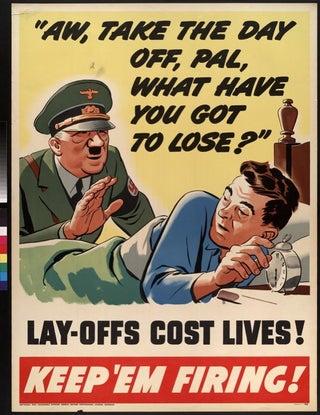 "AW, TAKE THE DAY
OFF, PAL,
WHAT HAVE
YOU GOT
TO LOSE?"
LAY-OFFS COST LIVES!
KEEP 'EM FIRING!